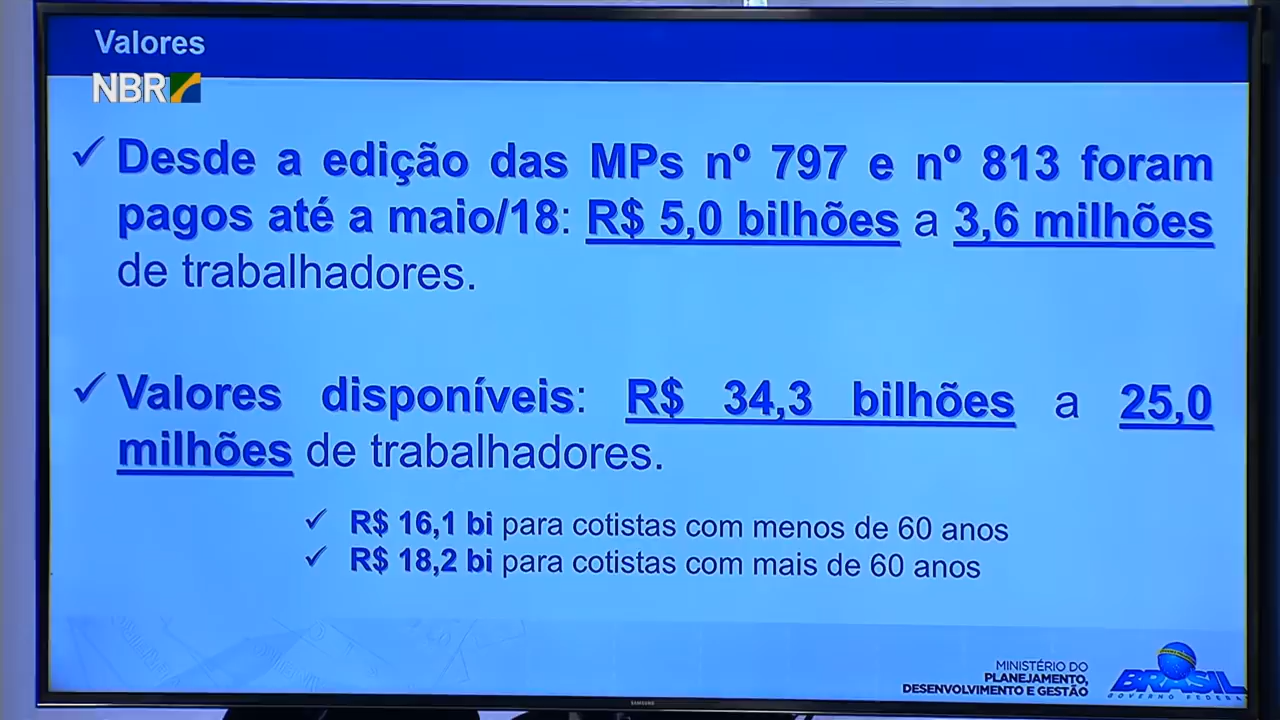 Valores
NBR
✓ Desde a edição das MPs nº 797 e nº 813 foram
pagos até a maio/18: R$ 5,0 bilhões a 3,6 milhões
de trabalhadores.
✓ Valores disponíveis: R$ 34,3 bilhões a 25,0
milhões de trabalhadores.
✓ R$ 16,1 bi para cotistas com menos de 60 anos
✓ R$ 18,2 bi para cotistas com mais de 60 anos
MINISTÉRIO DO
PLANEJAMENTO,
DESENVOLVIMENTO E GESTÃO
BRASIL
GOVERNO FEDERAL
SAMSUNG